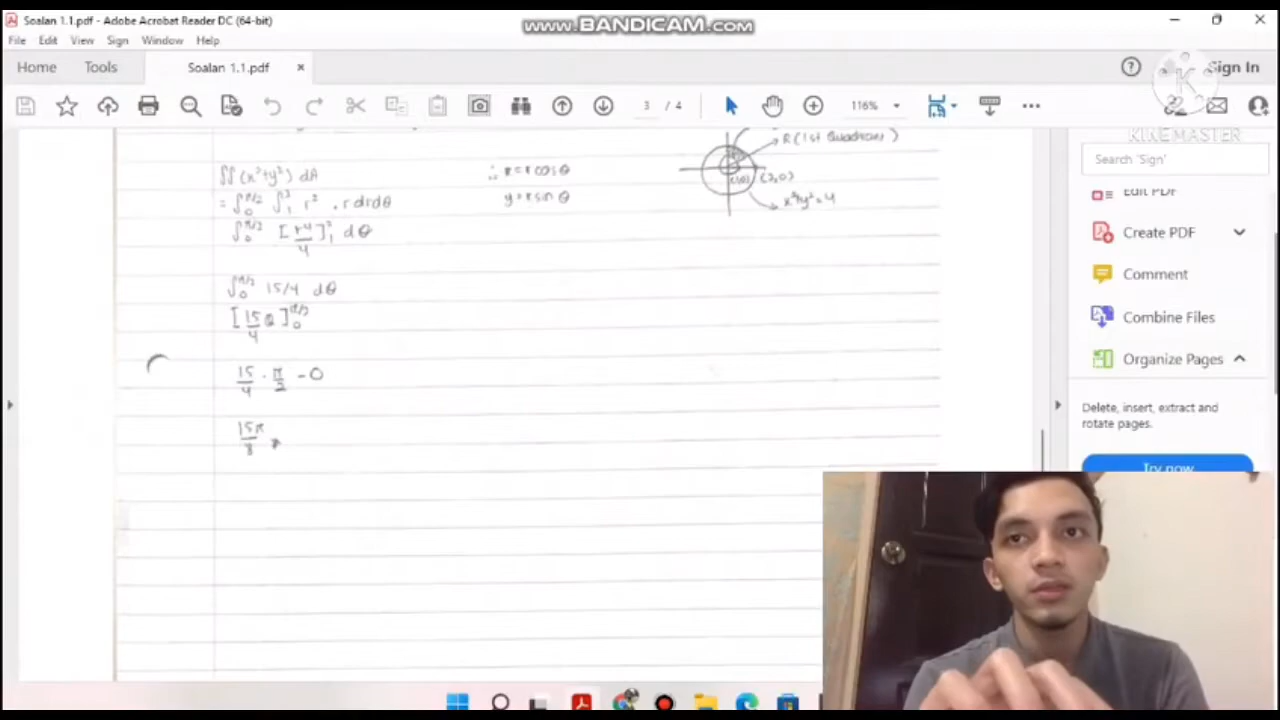 Soalan 1.1.pdf - Adobe Acrobat Reader DC (64-bit)
www.BANDICAM.com
File Edit View Sign Window Help
Home Tools Soalan 1.1.pdf × Sign In
3 / 4 116%
KINEMASTER
Search 'Sign'
Edit PDF
Create PDF
Comment
Combine Files
Organize Pages
Delete, insert, extract and
rotate pages.
Try now
R (1st Quadrant)
∬ (x²+y²) dA ∴ x = r cos θ (1,0) (2,0)
= ∫₀^π/2 ∫₁² r² . r dr dθ y = r sin θ x²+y²=4
∫₀^π/2 [r⁴/4]₁² dθ
∫₀^π/2 15/4 dθ
[15/4 θ]₀^π/2
15/4 . π/2 - 0
15π/8